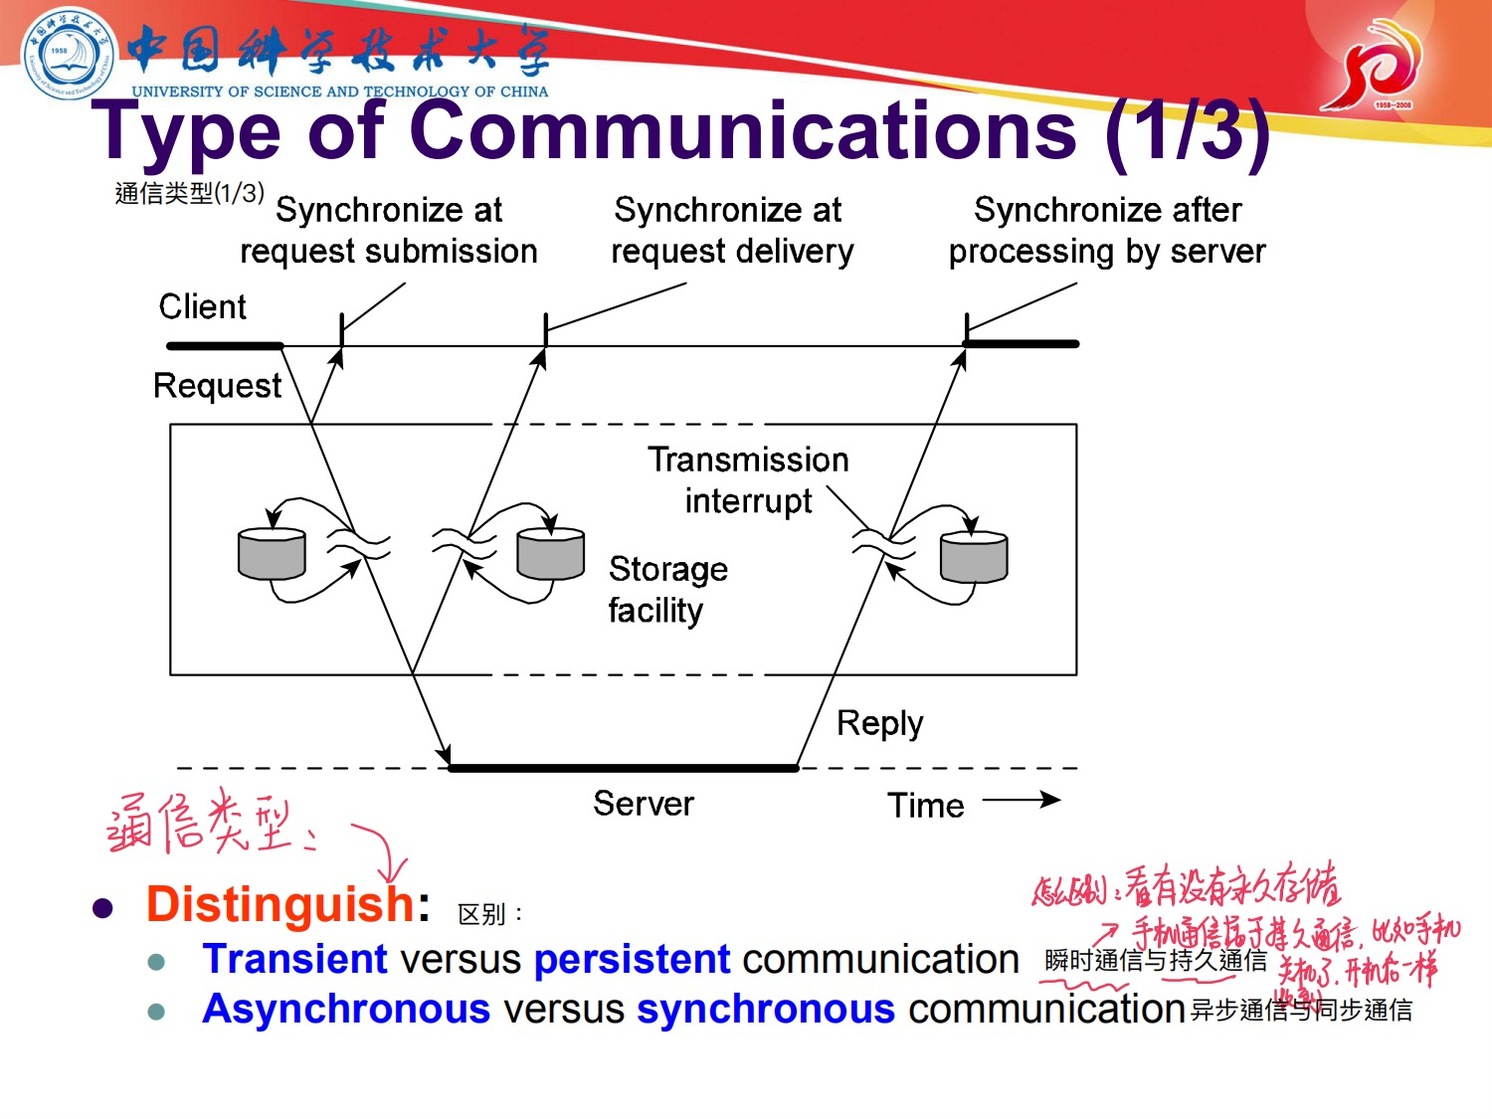 中国科学技术大学
UNIVERSITY OF SCIENCE AND TECHNOLOGY OF CHINA
1958
1958-2008
Type of Communications (1/3)
通信类型(1/3)
Synchronize at
request submission
Synchronize at
request delivery
Synchronize after
processing by server
Client
Request
Transmission
interrupt
Storage
facility
Reply
Server
Time
通信类型：
Distinguish:
区别：
怎么区别：看有没有永久存储
手机通信属于持久通信，比如手机
关机了，开机后一样
收到
Transient versus persistent communication
瞬时通信与持久通信
Asynchronous versus synchronous communication
异步通信与同步通信